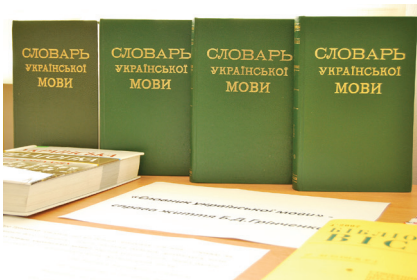 СЛОВАРЬ
УКРАЇНСЬКОЇ
МОВИ
СЛОВАРЬ
УКРАЇНСЬКОЇ
МОВИ
СЛОВАРЬ
УКРАЇНСЬКОЇ
МОВИ
СЛОВАРЬ
УКРАЇНСЬКОЇ
МОВИ
«Словник української мови» -
справа життя Б.Д.Грінченка